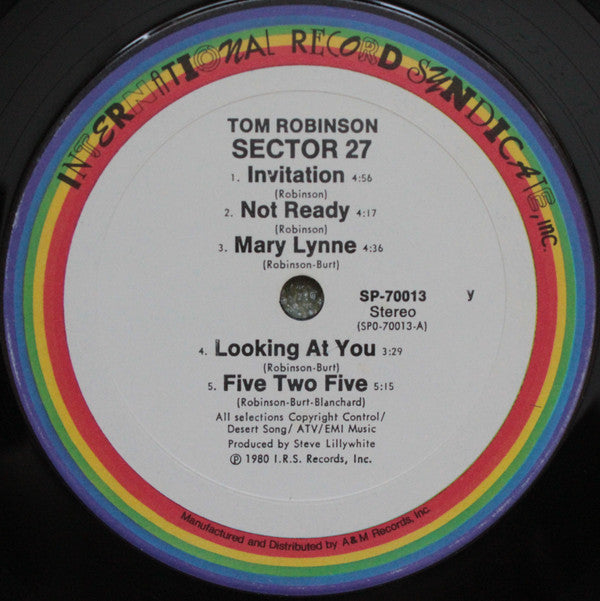 INTERNATIONAL RECORD SYNDICATE, INC.
TOM ROBINSON
SECTOR 27
1. Invitation 4:56
(Robinson)
2. Not Ready 4:17
(Robinson)
3. Mary Lynne 4:36
(Robinson-Burt)
SP-70013 y
Stereo
(SP0-70013-A)
4. Looking At You 3:29
(Robinson-Burt)
5. Five Two Five 5:15
(Robinson-Burt-Blanchard)
All selections Copyright Control/
Desert Song/ ATV/EMI Music
Produced by Steve Lillywhite
℗ 1980 I.R.S. Records, Inc.
Manufactured and Distributed by A&M Records, Inc.